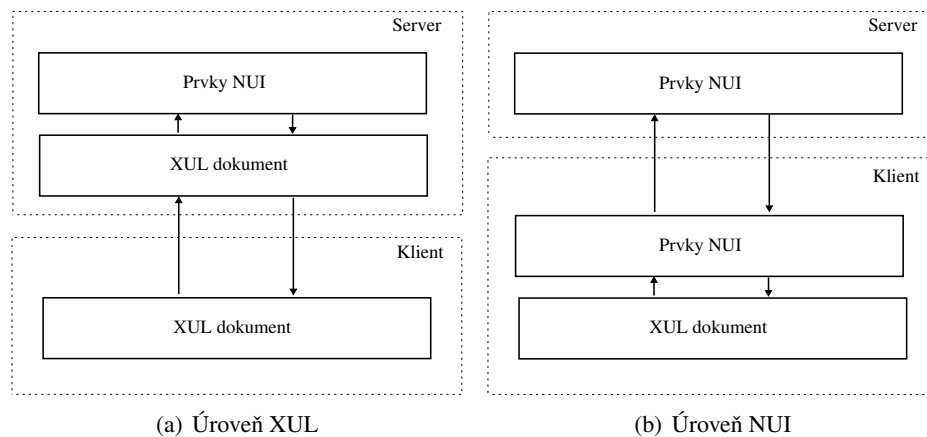 Server
Prvky NUI
XUL dokument
Klient
XUL dokument
(a) Úroveň XUL
Server
Prvky NUI
Klient
Prvky NUI
XUL dokument
(b) Úroveň NUI